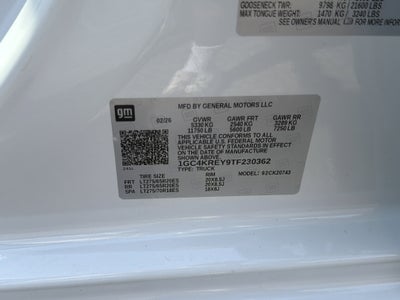 GOOSENECK TWR: 9798 KG/21600 LBS
MAX TONGUE WEIGHT: 1470 KG / 3240 LBS
SEE OWNER'S MANUAL FOR MORE INFORMA
gm
MFD BY GENERAL MOTORS LLC
02/26 GVWR GAWR FRT GAWR RR
5330 KG 2540 KG 3289 KG
11750 LB 5600 LB 7250 LB
THIS VEHICLE CONFORMS TO ALL
APPLICABLE U.S. FEDERAL MOTOR
VEHICLE SAFETY STANDARDS IN
EFFECT ON THE DATE OF
MANUFACTURE SHOWN ABOVE.
1GC4KREY9TF230362
TYPE: TRUCK
TIRE SIZE RIM MODEL: 92CK20743
FRT LT275/65R20ES 20X8.5J
RR LT275/65R20ES 20X8.5J
SPA LT275/70R18ES 18X8J